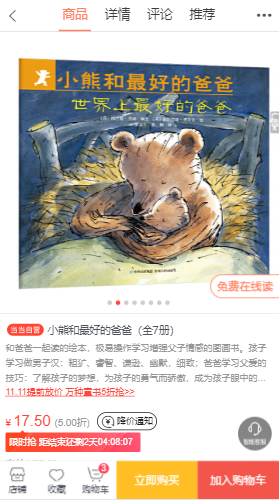 商品 详情 评论 推荐
小熊和最好的爸爸
世界上最好的爸爸
免费在线读
当当自营 小熊和最好的爸爸（全7册）
和爸爸一起读的绘本，极易操作学习增强父子情感的图画书。孩子
学习做男子汉：粗犷、睿智、谦逊、幽默、细致；爸爸学习父爱的
技巧：了解孩子的梦想，为孩子的勇气而骄傲，成为孩子眼中的...
11.11提前放价 万种童书5折抢>>
¥17.50 (5.00折) 降价通知
限时抢 距结束还剩2天04:08:07
智能客服
店铺 收藏 购物车 3 立即购买 加入购物车